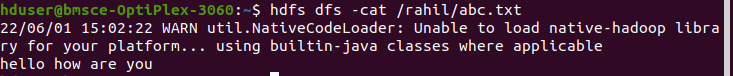 hduser@bmsce-OptiPlex-3060:~$ hdfs dfs -cat /rahil/abc.txt
22/06/01 15:02:22 WARN util.NativeCodeLoader: Unable to load native-hadoop libra
ry for your platform... using builtin-java classes where applicable
hello how are you